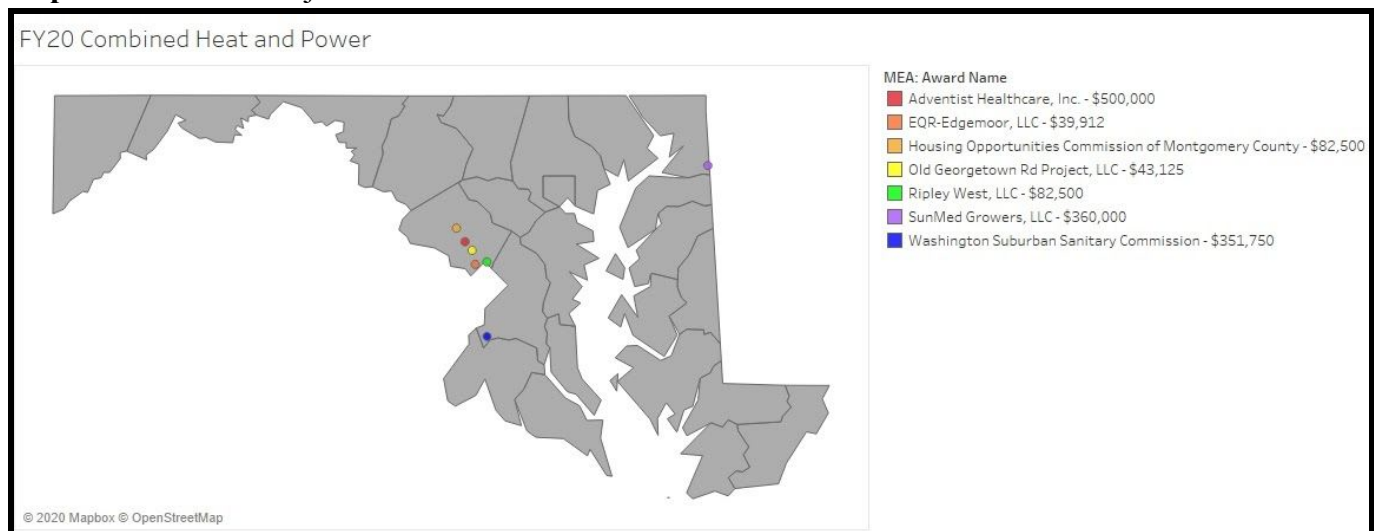 FY20 Combined Heat and Power
MEA: Award Name
Adventist Healthcare, Inc. - $500,000
EQR-Edgemoor, LLC - $39,912
Housing Opportunities Commission of Montgomery County - $82,500
Old Georgetown Rd Project, LLC - $43,125
Ripley West, LLC - $82,500
SunMed Growers, LLC - $360,000
Washington Suburban Sanitary Commission - $351,750
© 2020 Mapbox © OpenStreetMap